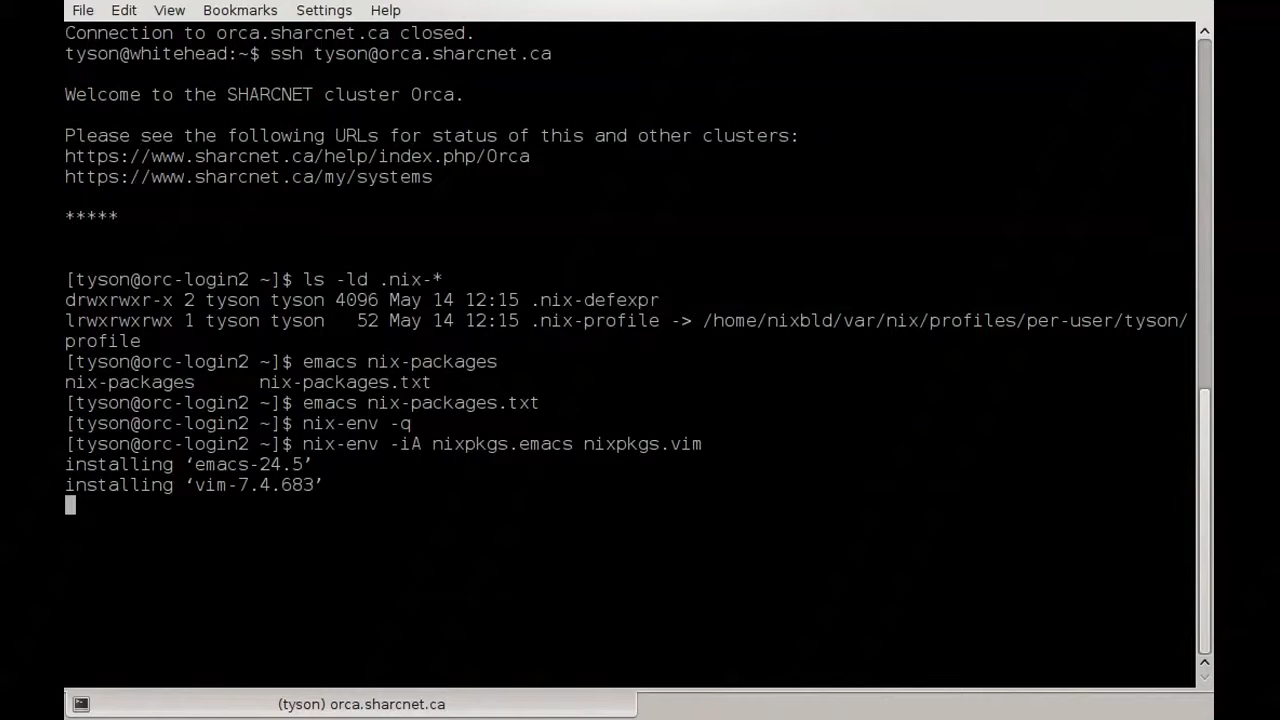 File Edit View Bookmarks Settings Help
Connection to orca.sharcnet.ca closed.
tyson@whitehead:~$ ssh tyson@orca.sharcnet.ca
Welcome to the SHARCNET cluster Orca.
Please see the following URLs for status of this and other clusters:
https://www.sharcnet.ca/help/index.php/Orca
https://www.sharcnet.ca/my/systems
*****
[tyson@orc-login2 ~]$ ls -ld .nix-*
drwxrwxr-x 2 tyson tyson 4096 May 14 12:15 .nix-defexpr
lrwxrwxrwx 1 tyson tyson   52 May 14 12:15 .nix-profile -> /home/nixbld/var/nix/profiles/per-user/tyson/
profile
[tyson@orc-login2 ~]$ emacs nix-packages
nix-packages      nix-packages.txt
[tyson@orc-login2 ~]$ emacs nix-packages.txt
[tyson@orc-login2 ~]$ nix-env -q
[tyson@orc-login2 ~]$ nix-env -iA nixpkgs.emacs nixpkgs.vim
installing ‘emacs-24.5’
installing ‘vim-7.4.683’
(tyson) orca.sharcnet.ca